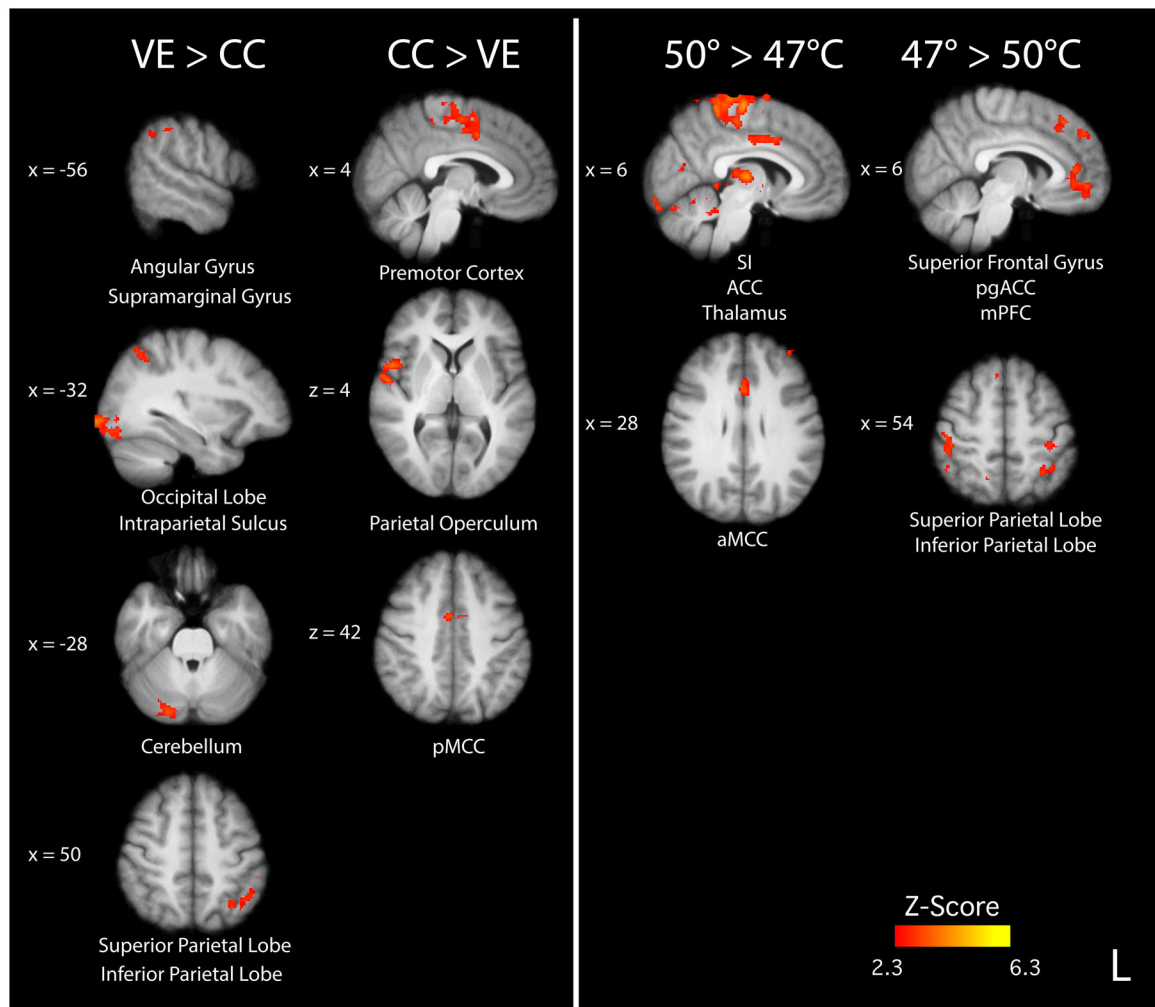 VE > CC
CC > VE
50° > 47°C
47° > 50°C
x = -56
Angular Gyrus
Supramarginal Gyrus
x = 4
Premotor Cortex
x = 6
SI
ACC
Thalamus
x = 6
Superior Frontal Gyrus
pgACC
mPFC
x = -32
Occipital Lobe
Intraparietal Sulcus
z = 4
Parietal Operculum
x = 28
aMCC
x = 54
Superior Parietal Lobe
Inferior Parietal Lobe
x = -28
Cerebellum
z = 42
pMCC
x = 50
Superior Parietal Lobe
Inferior Parietal Lobe
Z-Score
2.3
6.3
L